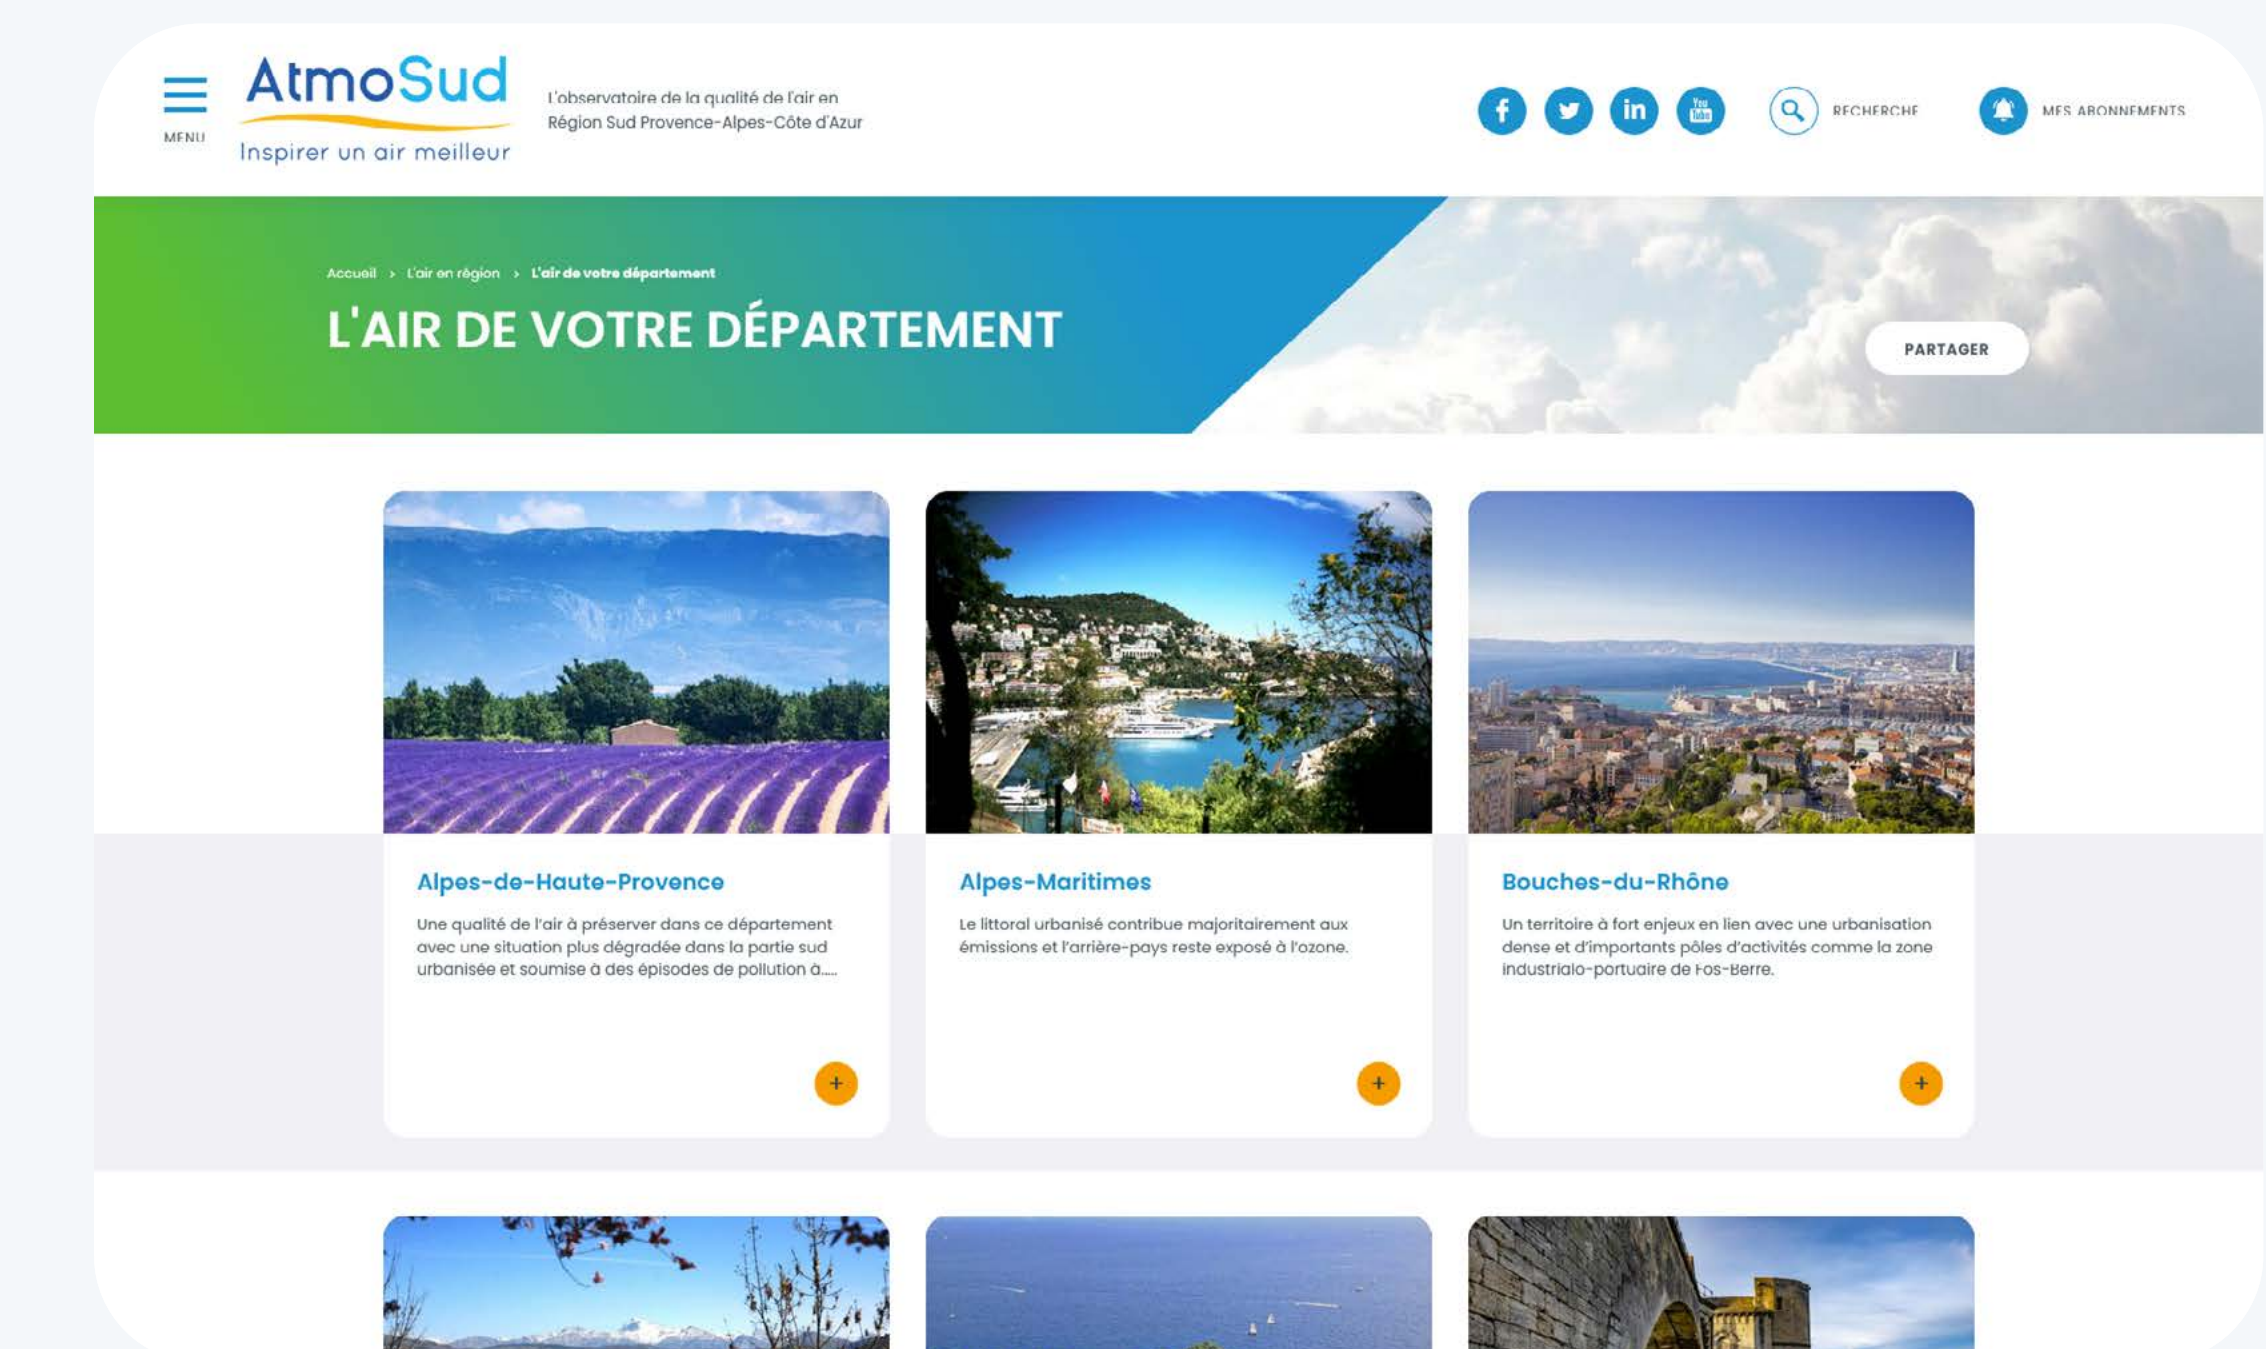 MENU
AtmoSud
Inspirer un air meilleur
L'observatoire de la qualité de l'air en
Région Sud Provence-Alpes-Côte d'Azur
You
Tube
RECHERCHE
MES ABONNEMENTS
Accueil > L'air en région > L'air de votre département
L'AIR DE VOTRE DÉPARTEMENT
PARTAGER
Alpes-de-Haute-Provence
Une qualité de l'air à préserver dans ce département
avec une situation plus dégradée dans la partie sud
urbanisée et soumise à des épisodes de pollution à.....
+
Alpes-Maritimes
Le littoral urbanisé contribue majoritairement aux
émissions et l'arrière-pays reste exposé à l'ozone.
+
Bouches-du-Rhône
Un territoire à fort enjeux en lien avec une urbanisation
dense et d'importants pôles d'activités comme la zone
industrialo-portuaire de Fos-Berre.
+